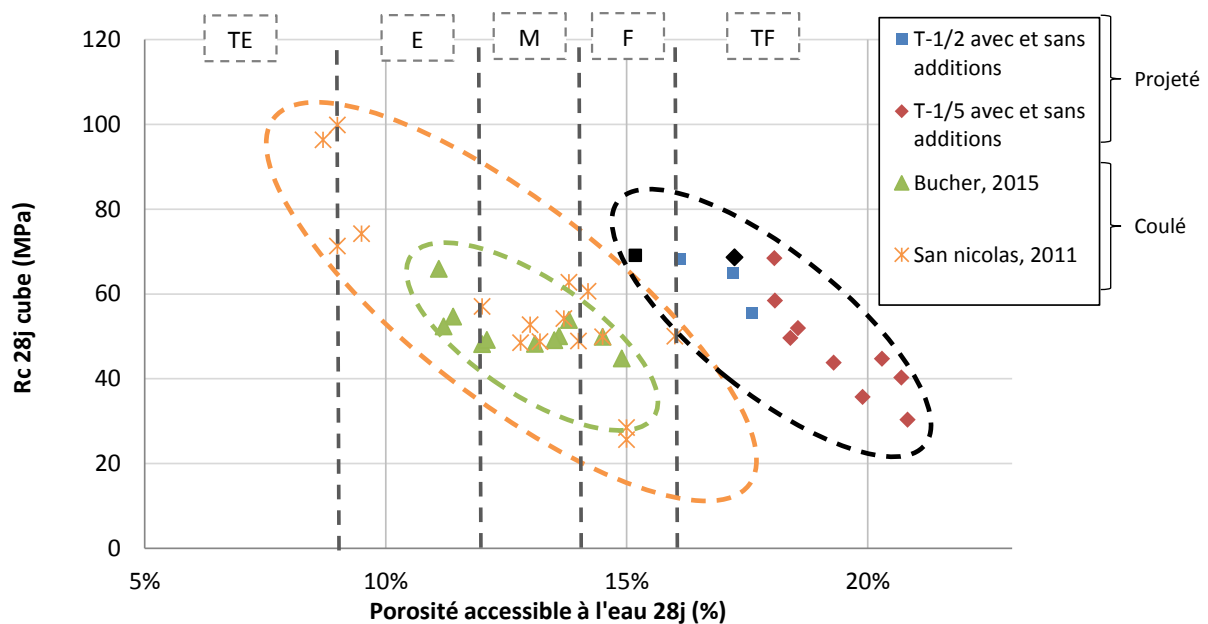 TE
E
M
F
TF
120
100
80
60
40
20
0
Rc 28j cube (MPa)
5%
10%
15%
20%
Porosité accessible à l'eau 28j (%)
T-1/2 avec et sans
additions
T-1/5 avec et sans
additions
Bucher, 2015
San nicolas, 2011
Projeté
Coulé